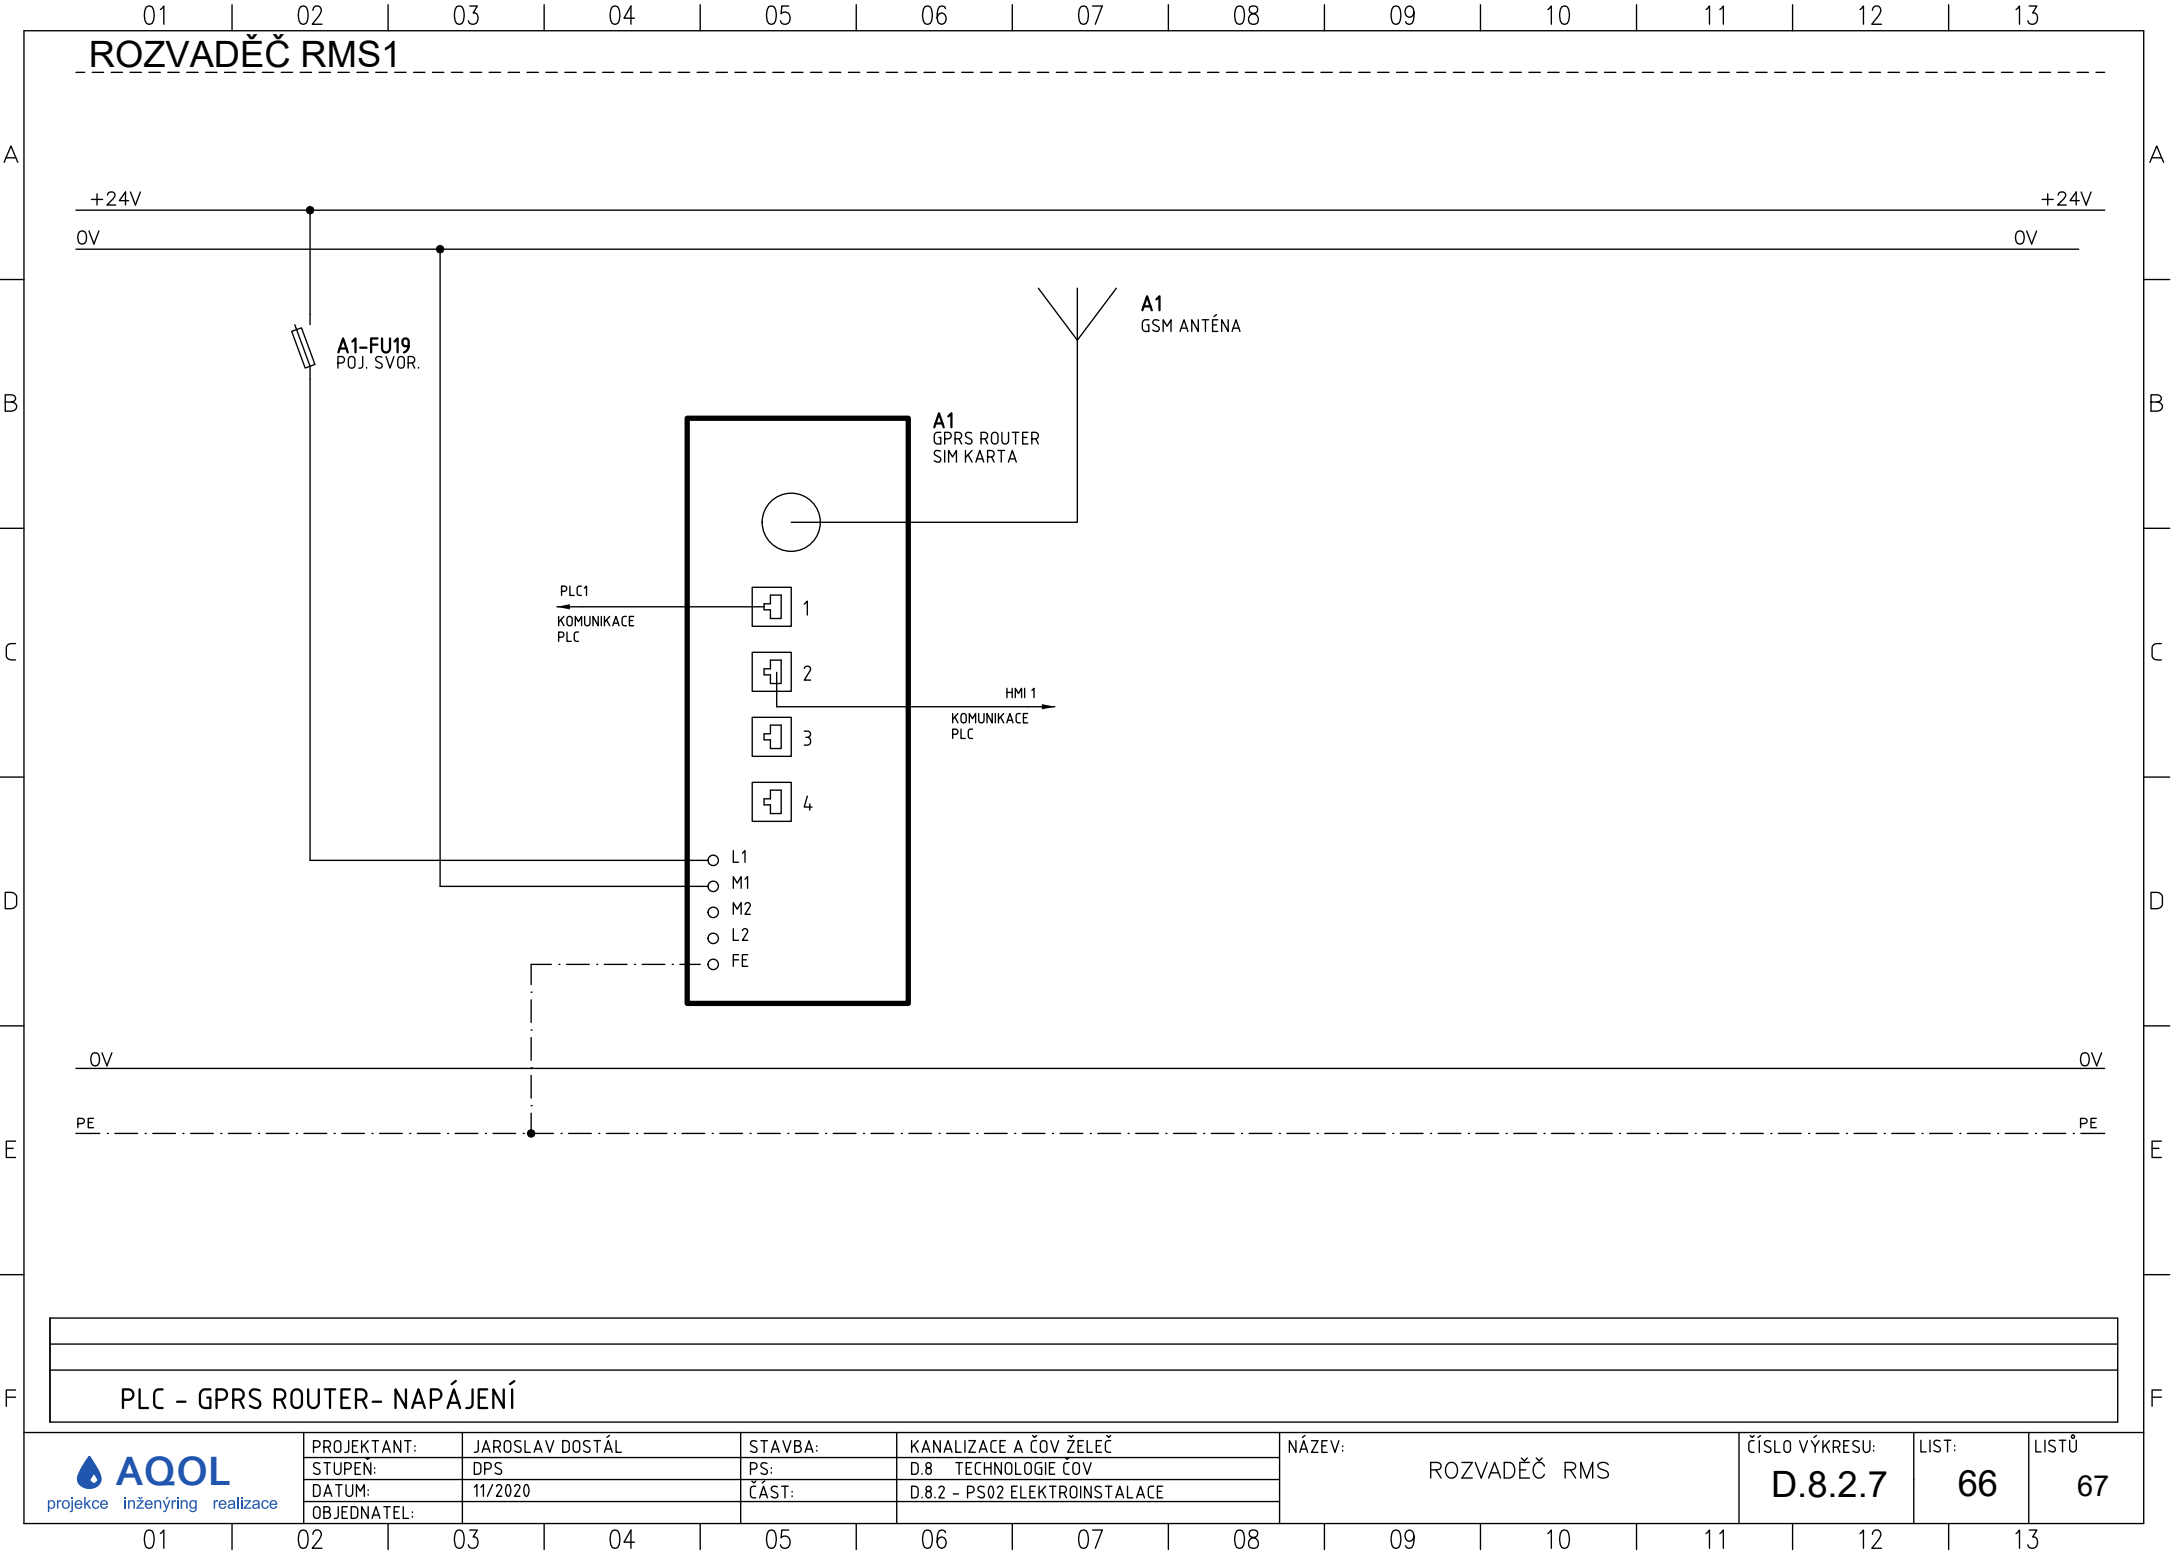 01 02 03 04 05 06 07 08 09 10 11 12 13
ROZVADĚČ RMS1
A A
+24V +24V
0V 0V
A1
GSM ANTÉNA
A1-FU19
POJ. SVOR.
B B
A1
GPRS ROUTER
SIM KARTA
PLC1
KOMUNIKACE
PLC
1
C C
2
HMI 1
KOMUNIKACE
PLC
3
4
L1
M1
D D
M2
L2
FE
0V 0V
PE PE
E E
F F
PLC - GPRS ROUTER- NAPÁJENÍ
AQOL
projekce inženýring realizace
PROJEKTANT: JAROSLAV DOSTÁL
STUPEŇ: DPS
DATUM: 11/2020
OBJEDNATEL:
STAVBA: KANALIZACE A ČOV ŽELEČ
PS: D.8 TECHNOLOGIE ČOV
ČÁST: D.8.2 - PS02 ELEKTROINSTALACE
NÁZEV:
ROZVADĚČ RMS
ČÍSLO VÝKRESU:
D.8.2.7
LIST:
66
LISTŮ
67
01 02 03 04 05 06 07 08 09 10 11 12 13